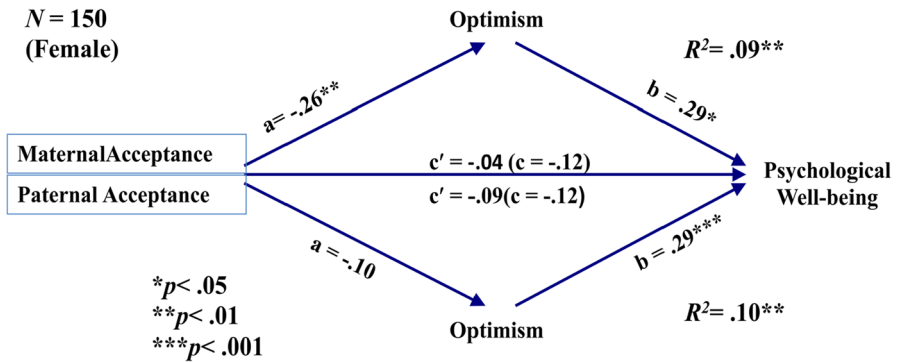 N = 150
(Female)
Optimism
R²= .09**
a= -.26**
b = .29*
MaternalAcceptance
c′ = -.04 (c = -.12)
Psychological
Well-being
Paternal Acceptance
c′ = -.09(c = -.12)
a = -.10
b = .29***
*p< .05
**p< .01
***p< .001
Optimism
R²= .10**